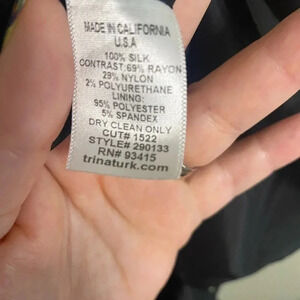 MADE IN CALIFORNIA
U.S.A
100% SILK
CONTRAST:69% RAYON
29% NYLON
2% POLYURETHANE
LINING:
95% POLYESTER
5% SPANDEX
DRY CLEAN ONLY
CUT# 1522
STYLE# 290133
RN# 93415
trinaturk.com